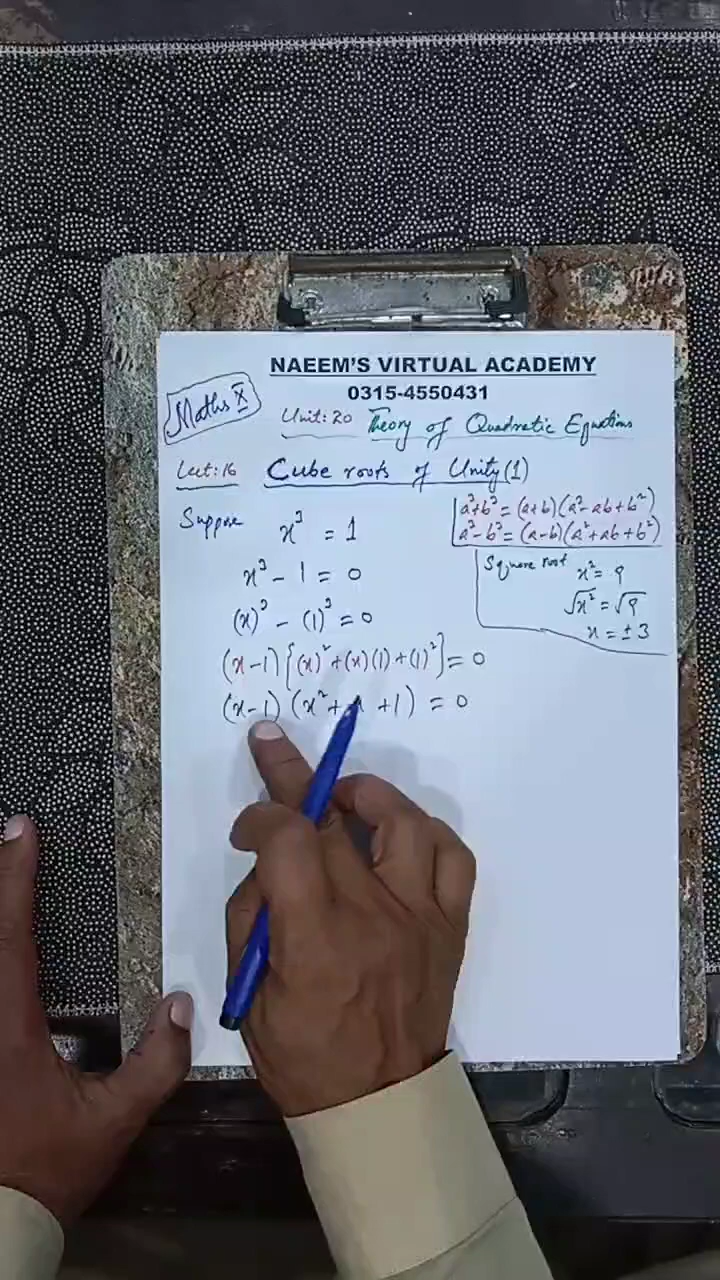 NAEEM'S VIRTUAL ACADEMY
0315-4550431
Maths X
Unit: 20 Theory of Quadratic Equations
Lect: 16 Cube roots of Unity (1)
Suppose x³ = 1
x³ - 1 = 0
(x)³ - (1)³ = 0
(x-1) {(x)² + (x)(1) + (1)²} = 0
(x-1) (x² + x + 1) = 0
a³+b³ = (a+b)(a²-ab+b²)
a³-b³ = (a-b)(a²+ab+b²)
Square root x² = 9
√x² = √9
x = ±3